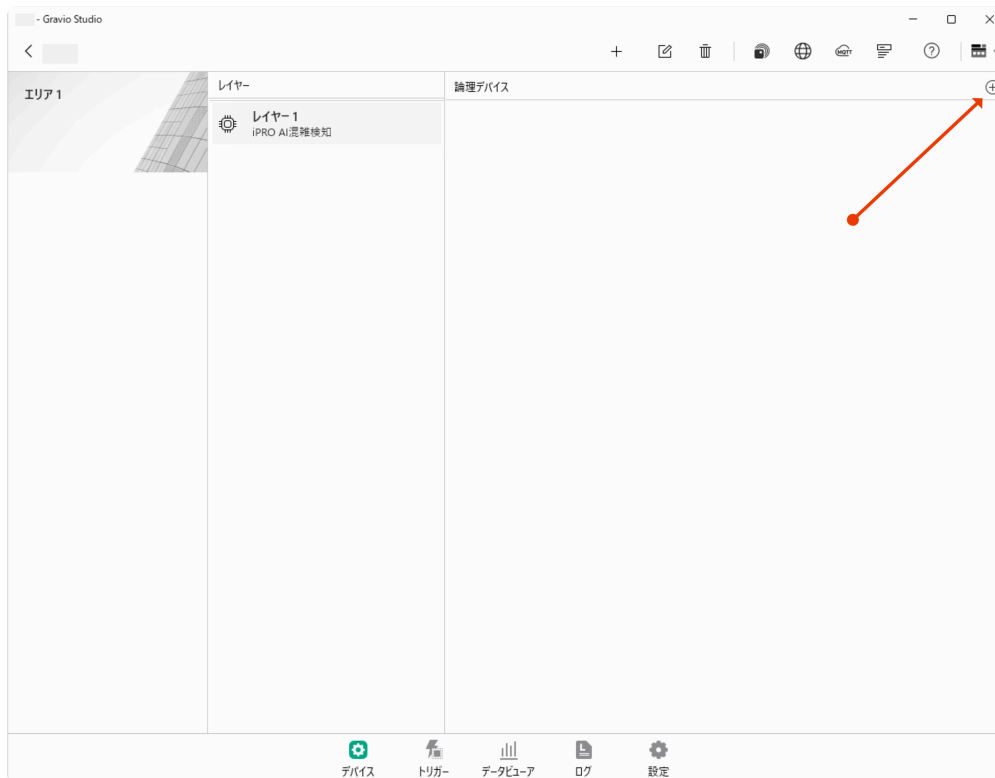 - Gravio Studio
MQTT
エリア 1
レイヤー
論理デバイス
レイヤー 1
iPRO AI混雑検知
デバイス
トリガー
データビューア
ログ
設定